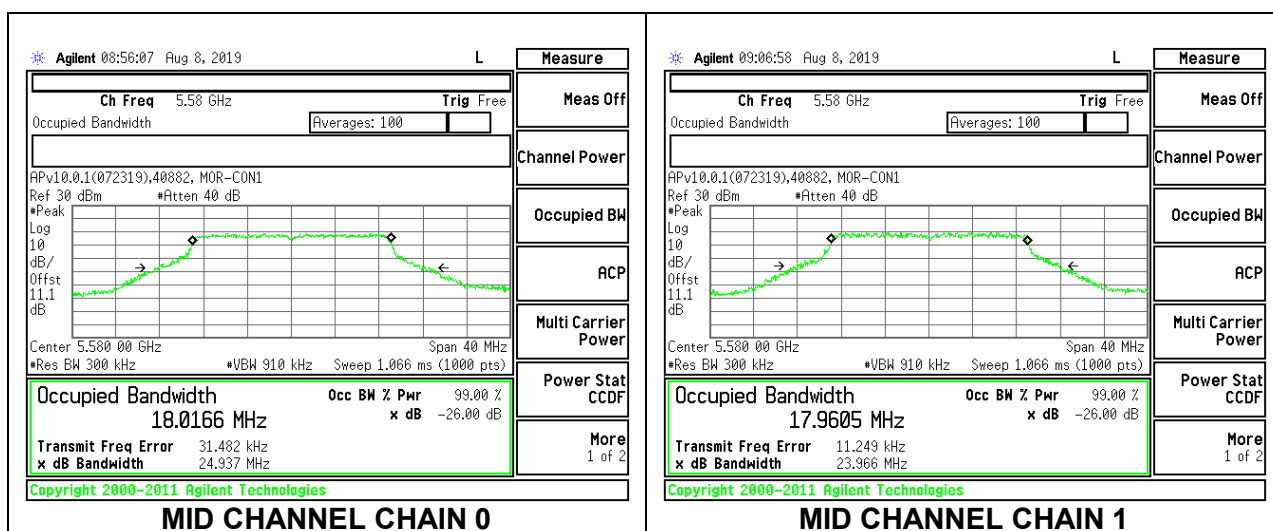 Agilent 08:56:07 Aug 8, 2019 L
Measure
Ch Freq 5.58 GHz Trig Free
Occupied Bandwidth Averages: 100
APv10.0.1(072319),40882, MOR-CON1
Ref 30 dBm #Atten 40 dB
#Peak
Log
10
dB/
Offst
11.1
dB
Center 5.580 00 GHz Span 40 MHz
#Res BW 300 kHz #VBW 910 kHz Sweep 1.066 ms (1000 pts)
Occupied Bandwidth Occ BW % Pwr 99.00 %
18.0166 MHz x dB -26.00 dB
Transmit Freq Error 31.482 kHz
x dB Bandwidth 24.937 MHz
Copyright 2000-2011 Agilent Technologies
Meas Off
Channel Power
Occupied BW
ACP
Multi Carrier
Power
Power Stat
CCDF
More
1 of 2
MID CHANNEL CHAIN 0
Agilent 09:06:58 Aug 8, 2019 L
Measure
Ch Freq 5.58 GHz Trig Free
Occupied Bandwidth Averages: 100
APv10.0.1(072319),40882, MOR-CON1
Ref 30 dBm #Atten 40 dB
#Peak
Log
10
dB/
Offst
11.1
dB
Center 5.580 00 GHz Span 40 MHz
#Res BW 300 kHz #VBW 910 kHz Sweep 1.066 ms (1000 pts)
Occupied Bandwidth Occ BW % Pwr 99.00 %
17.9605 MHz x dB -26.00 dB
Transmit Freq Error 11.249 kHz
x dB Bandwidth 23.966 MHz
Copyright 2000-2011 Agilent Technologies
Meas Off
Channel Power
Occupied BW
ACP
Multi Carrier
Power
Power Stat
CCDF
More
1 of 2
MID CHANNEL CHAIN 1